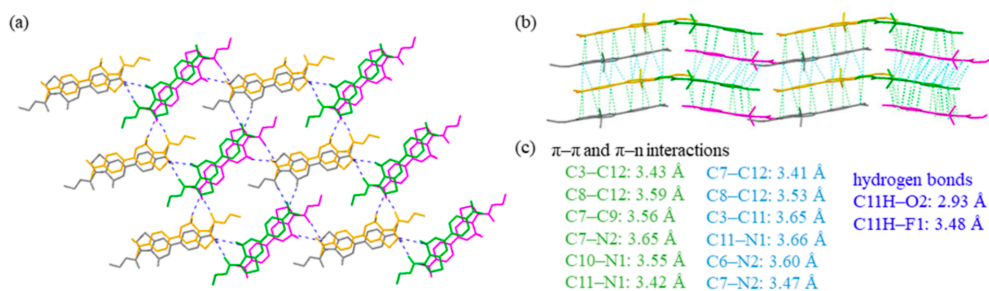 (a)
(b)
(c) π–π and π–n interactions
C3–C12: 3.43 Å
C8–C12: 3.59 Å
C7–C9: 3.56 Å
C7–N2: 3.65 Å
C10–N1: 3.55 Å
C11–N1: 3.42 Å
C7–C12: 3.41 Å
C8–C12: 3.53 Å
C3–C11: 3.65 Å
C11–N1: 3.66 Å
C6–N2: 3.60 Å
C7–N2: 3.47 Å
hydrogen bonds
C11H–O2: 2.93 Å
C11H–F1: 3.48 Å